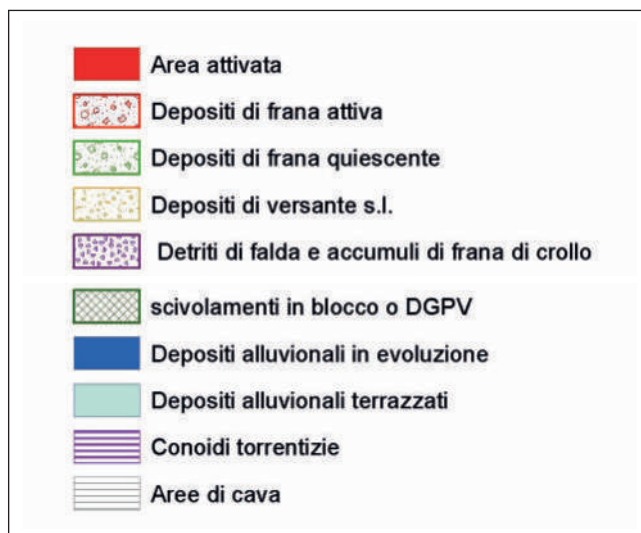 Area attivata
Depositi di frana attiva
Depositi di frana quiescente
Depositi di versante s.l.
Detriti di falda e accumuli di frana di crollo
scivolamenti in blocco o DGPV
Depositi alluvionali in evoluzione
Depositi alluvionali terrazzati
Conoidi torrentizie
Aree di cava